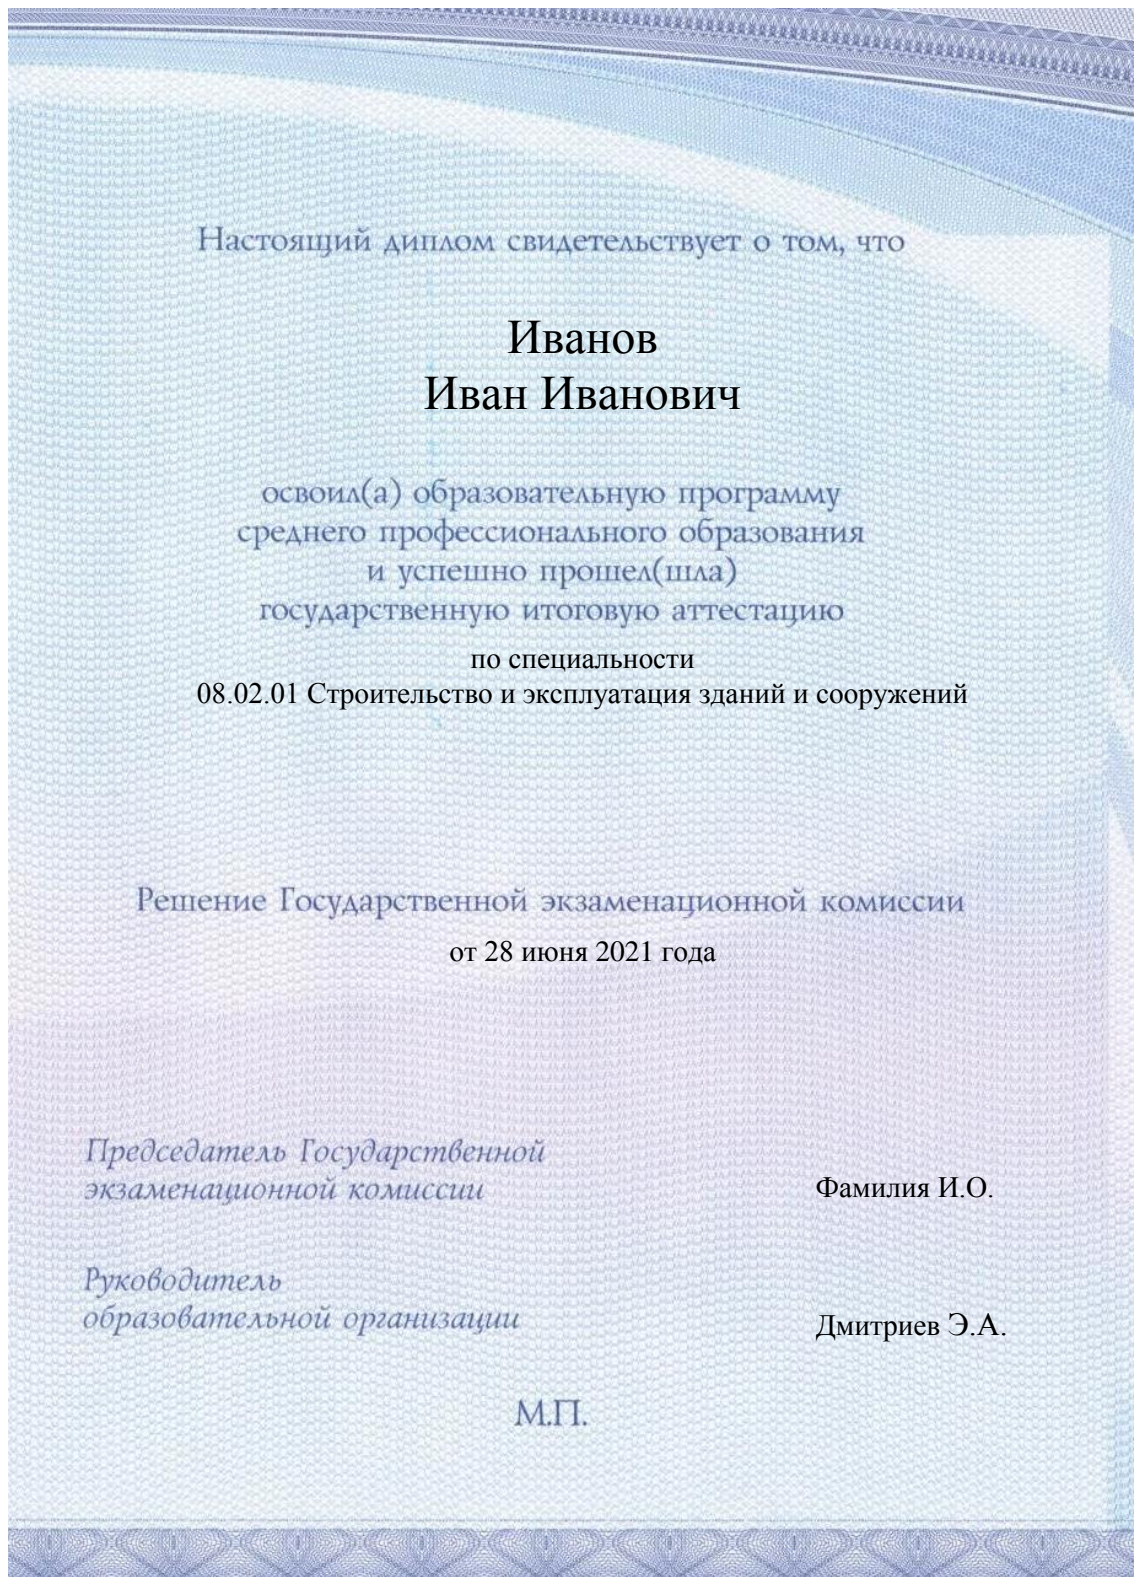 Настоящий диплом свидетельствует о том, что
Иванов
Иван Иванович
освоил(а) образовательную программу
среднего профессионального образования
и успешно прошел(шла)
государственную итоговую аттестацию
по специальности
08.02.01 Строительство и эксплуатация зданий и сооружений
Решение Государственной экзаменационной комиссии
от 28 июня 2021 года
Председатель Государственной
экзаменационной комиссии
Фамилия И.О.
Руководитель
образовательной организации
Дмитриев Э.А.
М.П.